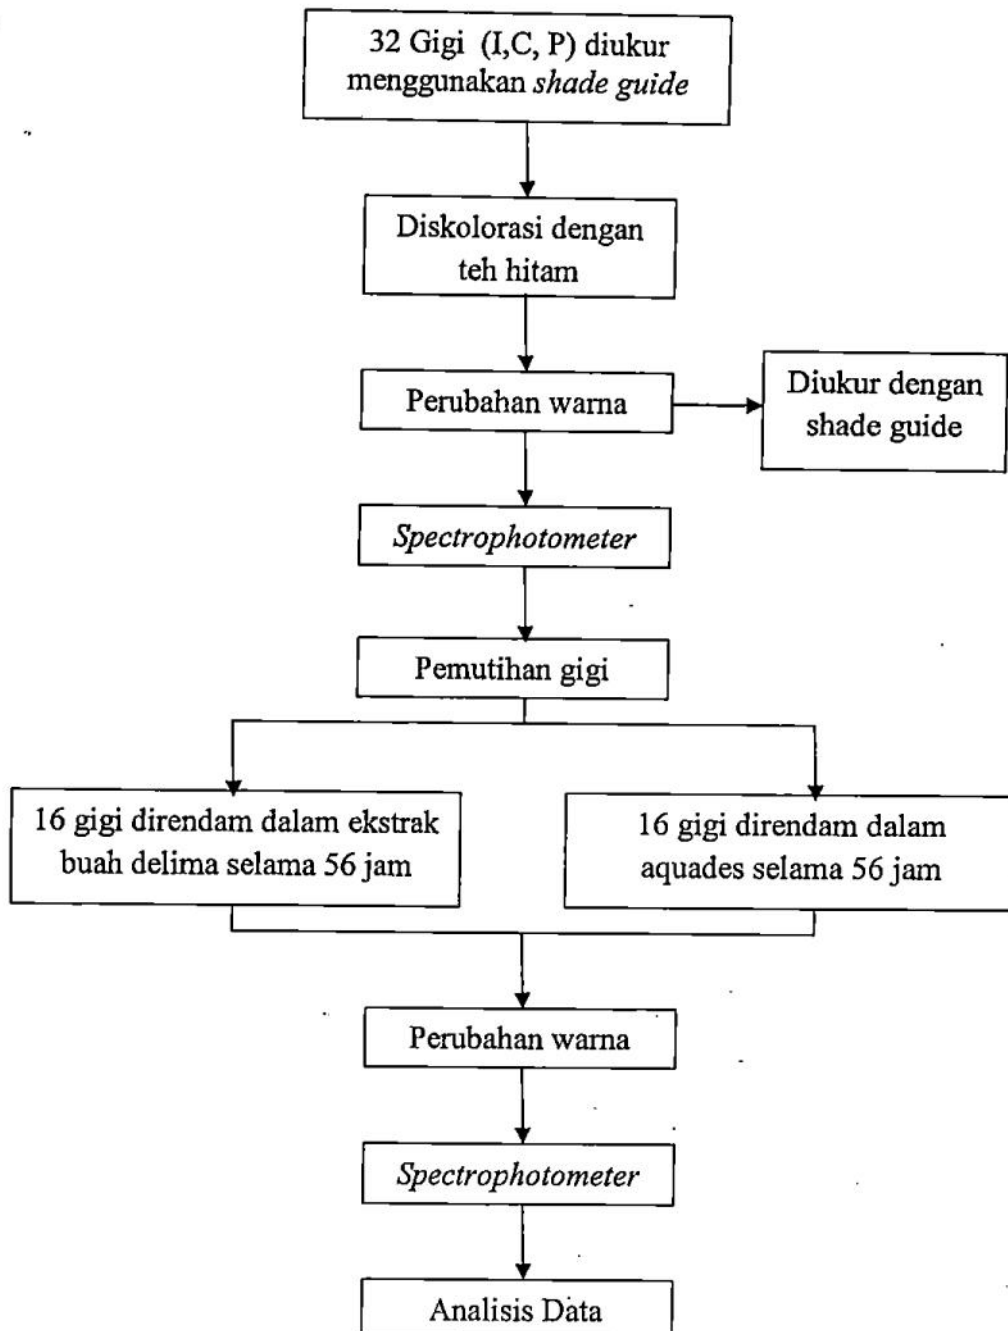 32 Gigi (I,C, P) diukur
menggunakan shade guide
Diskolorasi dengan
teh hitam
Perubahan warna
Diukur dengan
shade guide
Spectrophotometer
Pemutihan gigi
16 gigi direndam dalam ekstrak
buah delima selama 56 jam
16 gigi direndam dalam
aquades selama 56 jam
Perubahan warna
Spectrophotometer
Analisis Data